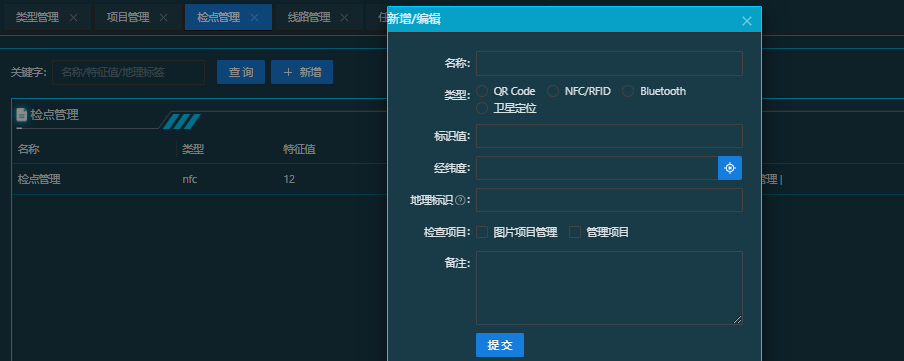 类型管理
项目管理
检点管理
线路管理
任
关键字:
名称/特征值/地理标签
查 询
新增
检点管理
名称
类型
特征值
检点管理
nfc
12
管理 |
新增/编辑
名称:
类型:
QR Code
NFC/RFID
Bluetooth
卫星定位
标识值:
经纬度:
地理标识 :
检查项目:
图片项目管理
管理项目
备注:
提 交